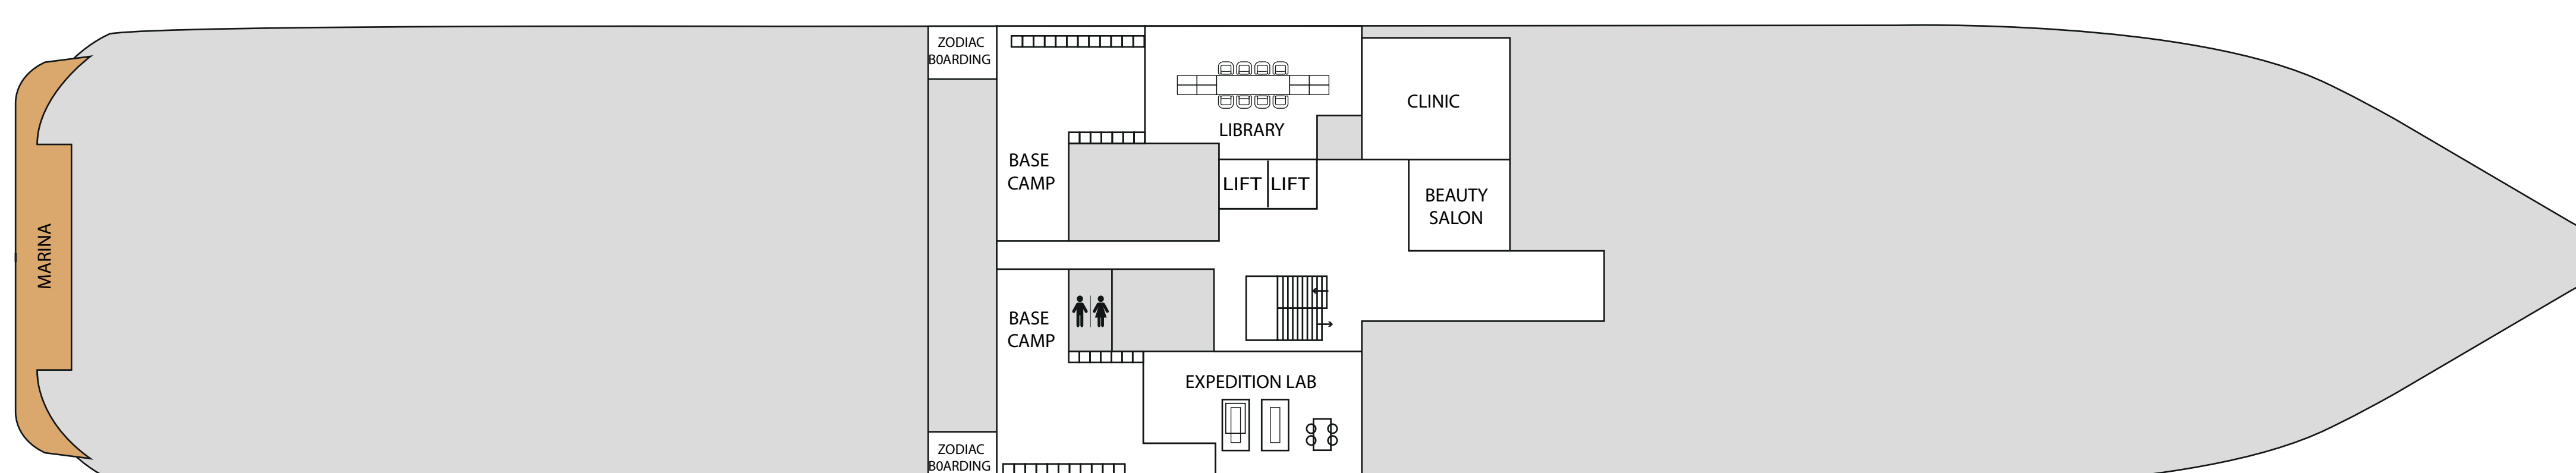 ZODIAC
B0ARDING
CLINIC
LIBRARY
BASE
CAMP
LIFT
LIFT
BEAUTY
SALON
MARINA
BASE
CAMP
EXPEDITION LAB
ZODIAC
B0ARDING